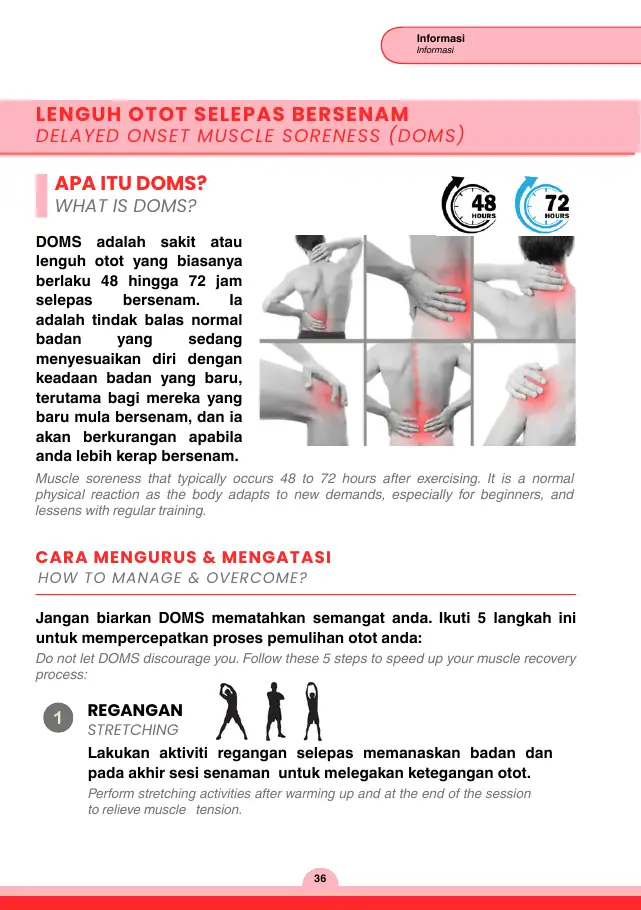 Informasi
Informasi
LENGUH OTOT SELEPAS BERSENAM
DELAYED ONSET MUSCLE SORENESS (DOMS)
APA ITU DOMS?
WHAT IS DOMS?
48
HOURS
72
HOURS
DOMS adalah sakit atau
lenguh otot yang biasanya
berlaku 48 hingga 72 jam
selepas bersenam. Ia
adalah tindak balas normal
badan yang sedang
menyesuaikan diri dengan
keadaan badan yang baru,
terutama bagi mereka yang
baru mula bersenam, dan ia
akan berkurangan apabila
anda lebih kerap bersenam.
Muscle soreness that typically occurs 48 to 72 hours after exercising. It is a normal
physical reaction as the body adapts to new demands, especially for beginners, and
lessens with regular training.
CARA MENGURUS & MENGATASI
HOW TO MANAGE & OVERCOME?
Jangan biarkan DOMS mematahkan semangat anda. Ikuti 5 langkah ini
untuk mempercepatkan proses pemulihan otot anda:
Do not let DOMS discourage you. Follow these 5 steps to speed up your muscle recovery
process:
1
REGANGAN
STRETCHING
Lakukan aktiviti regangan selepas memanaskan badan dan
pada akhir sesi senaman untuk melegakan ketegangan otot.
Perform stretching activities after warming up and at the end of the session
to relieve muscle tension.
36